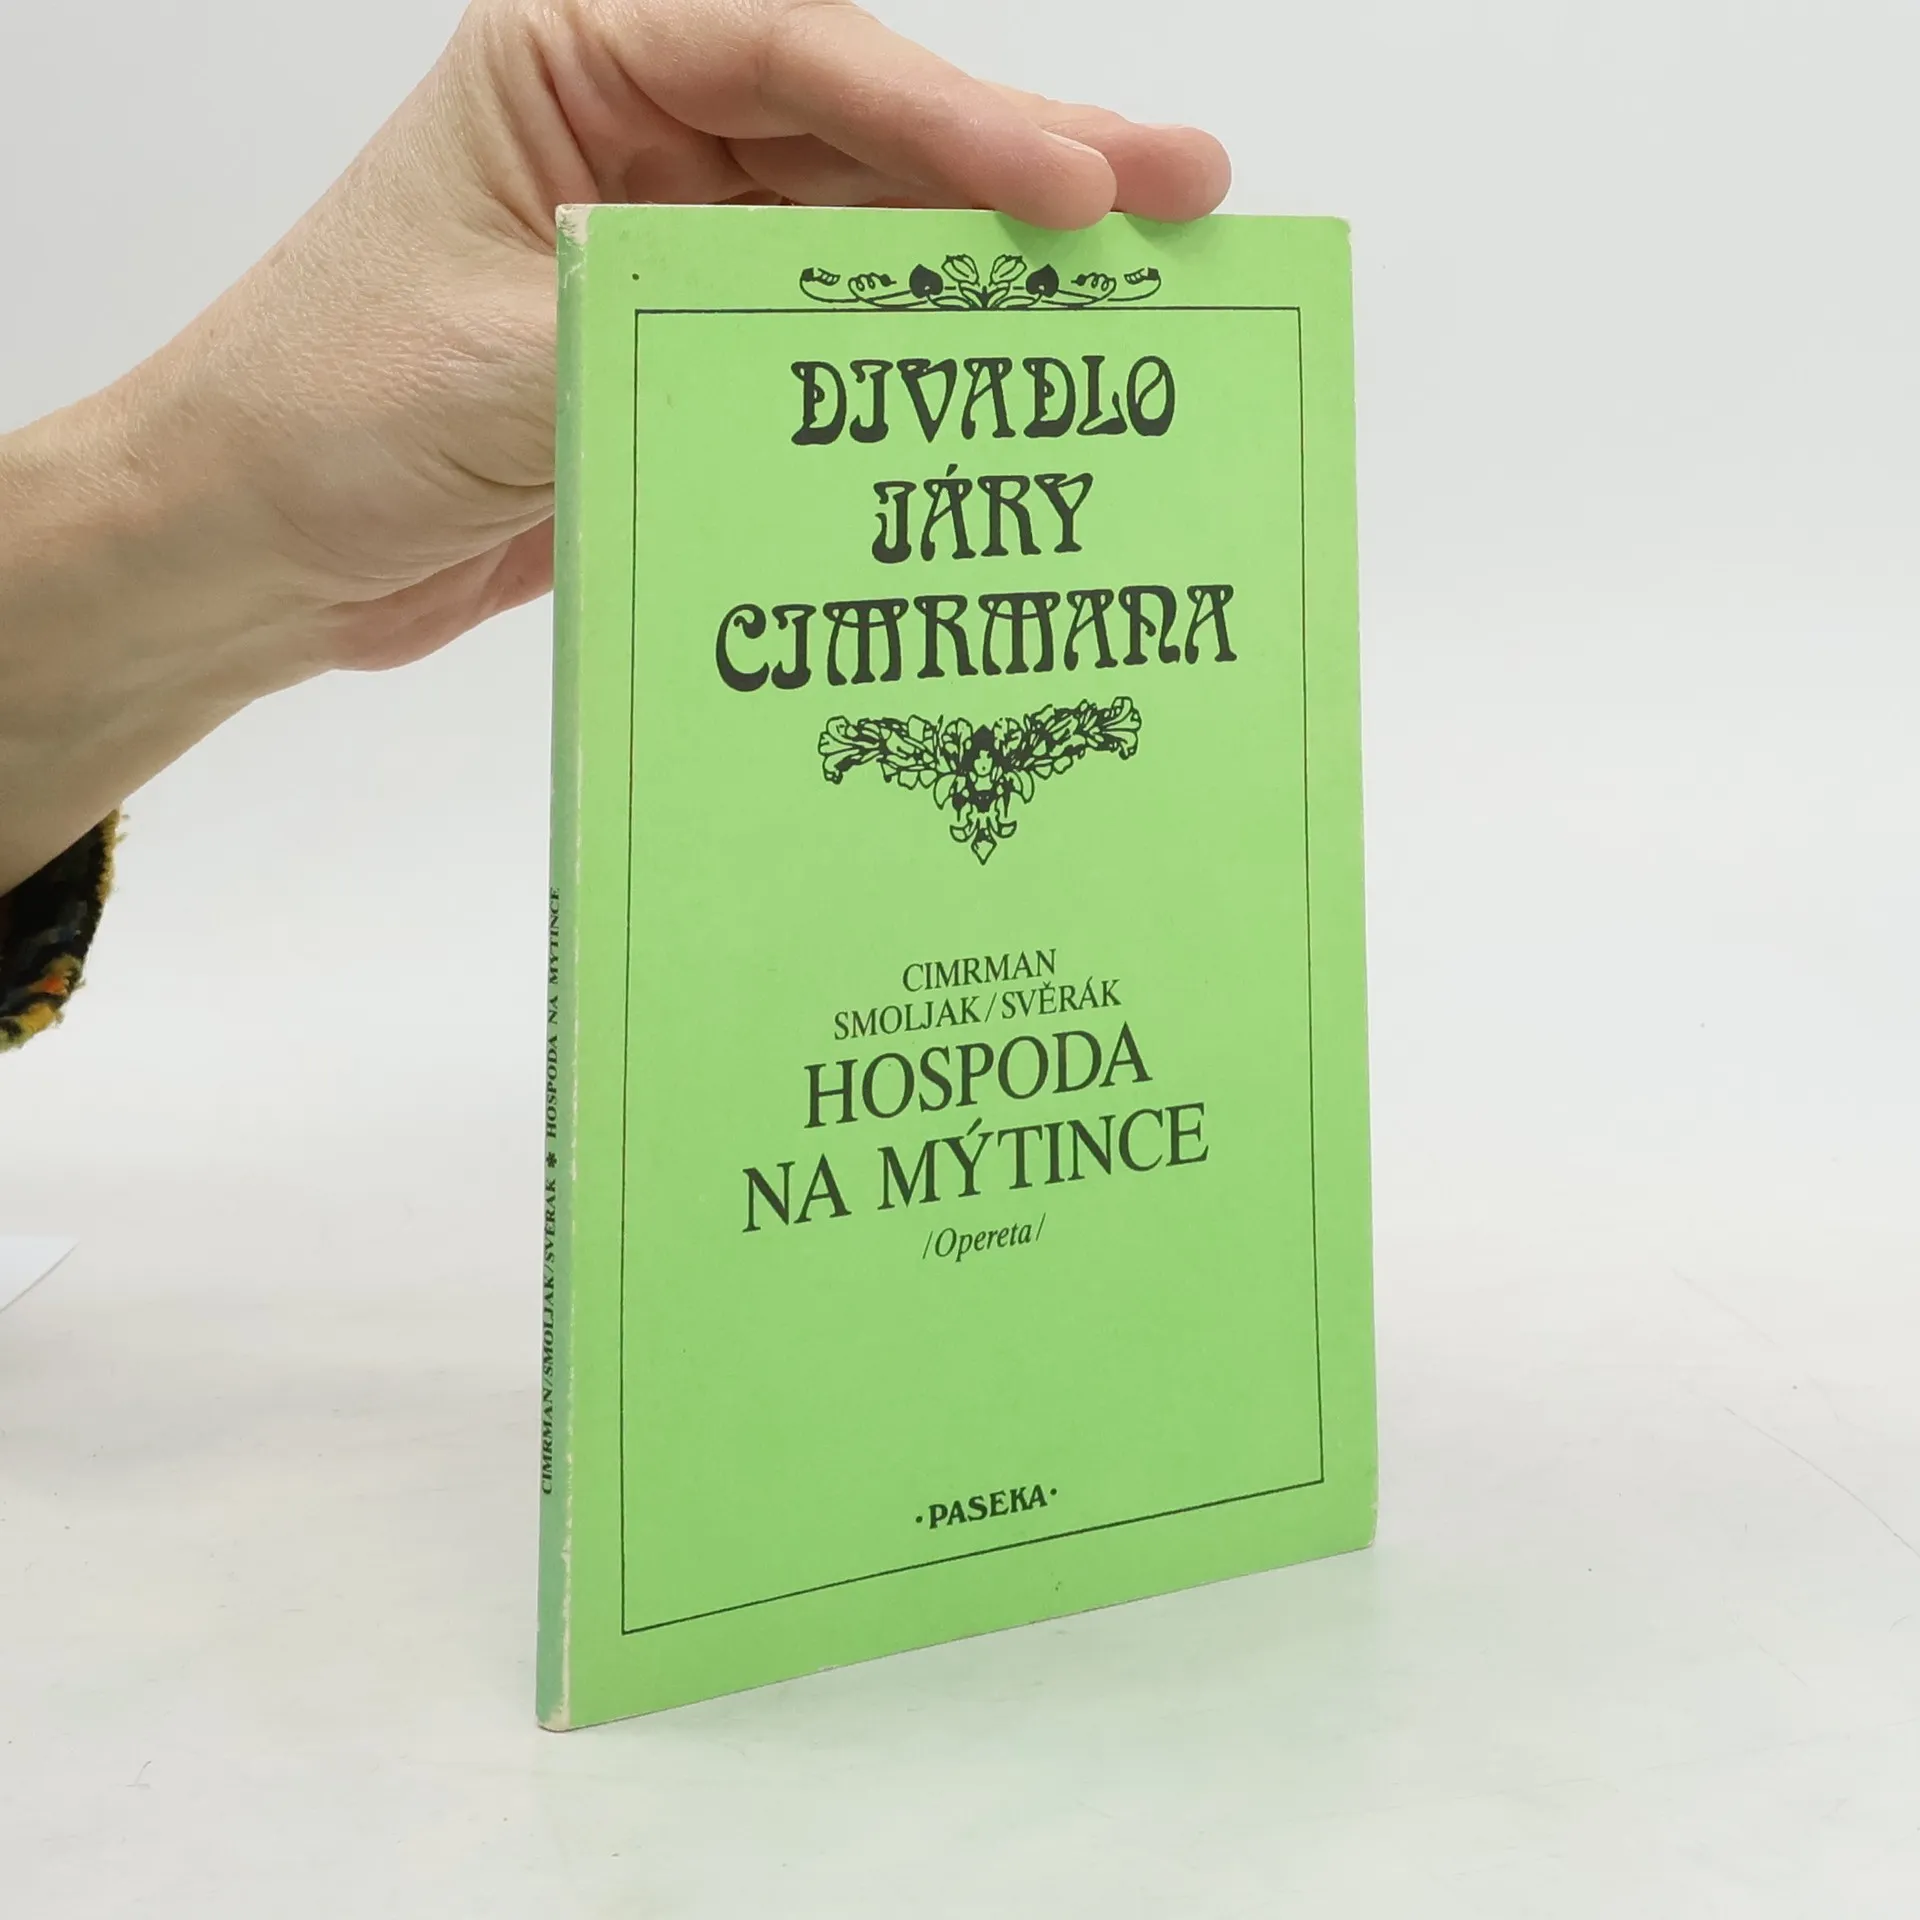 DIVADLO
JÁRY
CIMRMANA
CIMRMAN
SMOLJAK/SVĚRÁK
HOSPODA
NA MÝTINCE
/Opereta/
·PASEKA·
CIMRMAN/SMOLJAK/SVĚRÁK * HOSPODA NA MÝTINCE